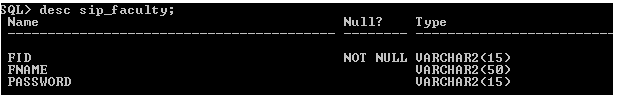 SQL> desc sip_faculty;
Name Null? Type
----------------------------------------- -------- ----------------------------
FID NOT NULL VARCHAR2(15)
FNAME VARCHAR2(50)
PASSWORD VARCHAR2(15)